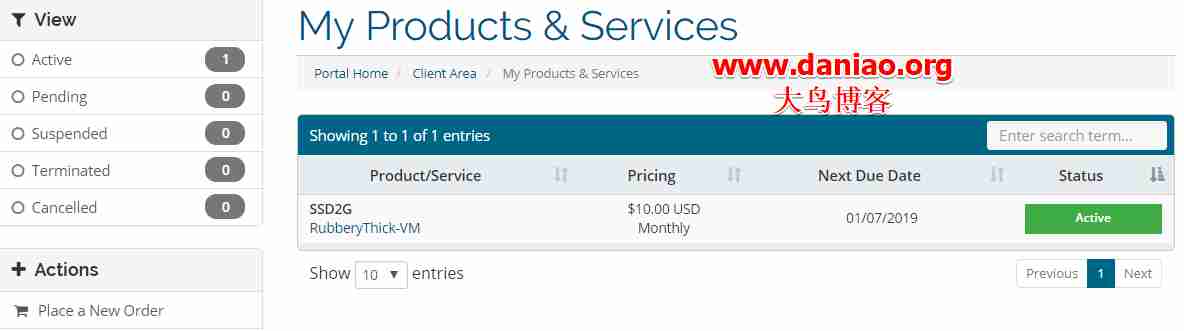 View
Active 1
Pending 0
Suspended 0
Terminated 0
Cancelled 0
Actions
Place a New Order
My Products & Services
Portal Home / Client Area / My Products & Services
www.daniao.org
大鸟博客
Showing 1 to 1 of 1 entries Enter search term...
Product/Service Pricing Next Due Date Status
SSD2G $10.00 USD 01/07/2019 Active
RubberyThick-VM Monthly
Show 10 entries Previous 1 Next